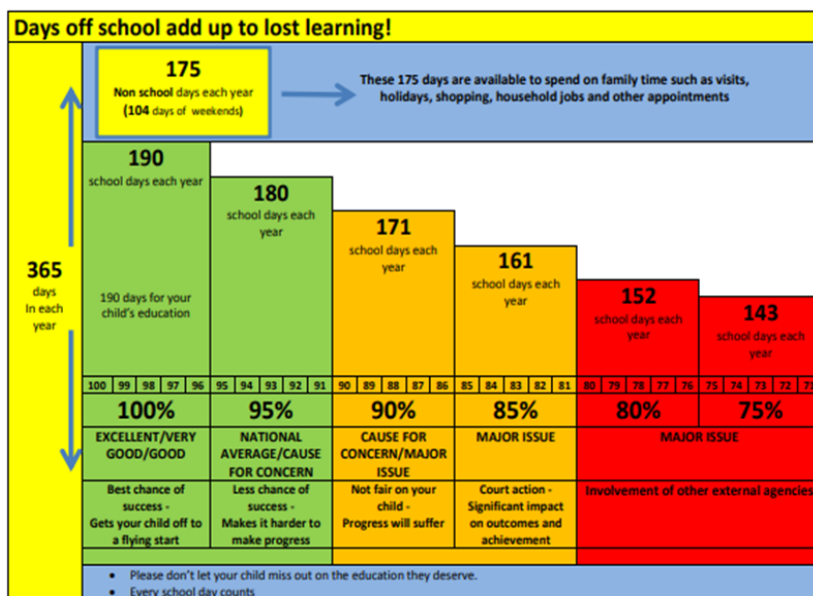 Days off school add up to lost learning!
175
Non school days each year
(104 days of weekends)
These 175 days are available to spend on family time such as visits,
holidays, shopping, household jobs and other appointments
365
days
In each
year
190
school days each year
190 days for your
child's education
180
school days each
year
171
school days each
year
161
school days each
year
152
school days each
year
143
school days each
year
100 99 98 97 96 95 94 93 92 91 90 89 88 87 86 85 84 83 82 81 80 79 78 77 76 75 74 73 72 71
100% 95% 90% 85% 80% 75%
EXCELLENT/VERY
GOOD/GOOD
NATIONAL
AVERAGE/CAUSE
FOR CONCERN
CAUSE FOR
CONCERN/MAJOR
ISSUE
MAJOR ISSUE
MAJOR ISSUE
Best chance of
success -
Gets your child off to
a flying start
Less chance of
success -
Makes it harder to
make progress
Not fair on your
child -
Progress will suffer
Court action -
Significant impact
on outcomes and
achievement
Involvement of other external agencies
• Please don't let your child miss out on the education they deserve.
• Every school day counts